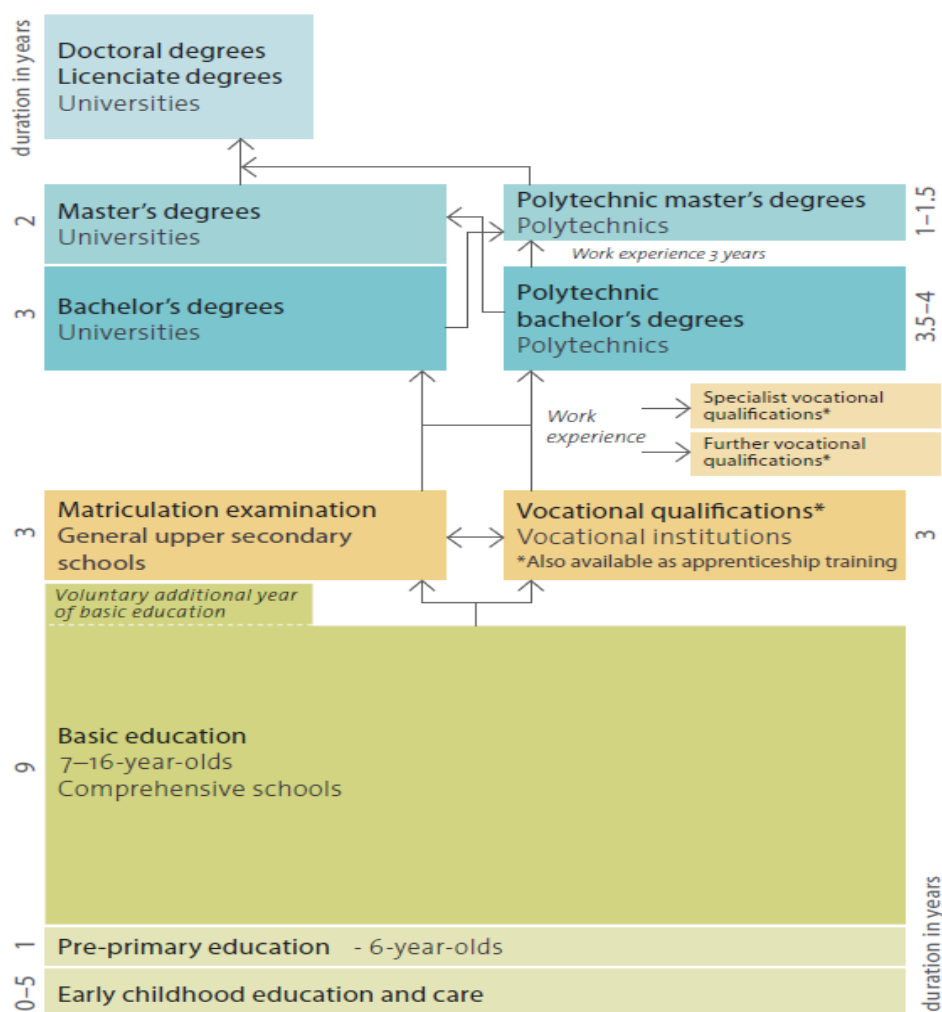 duration in years
Doctoral degrees
Licenciate degrees
Universities
2
Master's degrees
Universities
Polytechnic master's degrees
Polytechnics
1–1.5
Work experience 3 years
3
Bachelor's degrees
Universities
Polytechnic
bachelor's degrees
Polytechnics
3.5–4
Work
experience
Specialist vocational
qualifications*
Further vocational
qualifications*
3
Matriculation examination
General upper secondary
schools
Vocational qualifications*
Vocational institutions
*Also available as apprenticeship training
3
Voluntary additional year
of basic education
9
Basic education
7–16-year-olds
Comprehensive schools
1
Pre-primary education - 6-year-olds
0–5
Early childhood education and care
duration in years